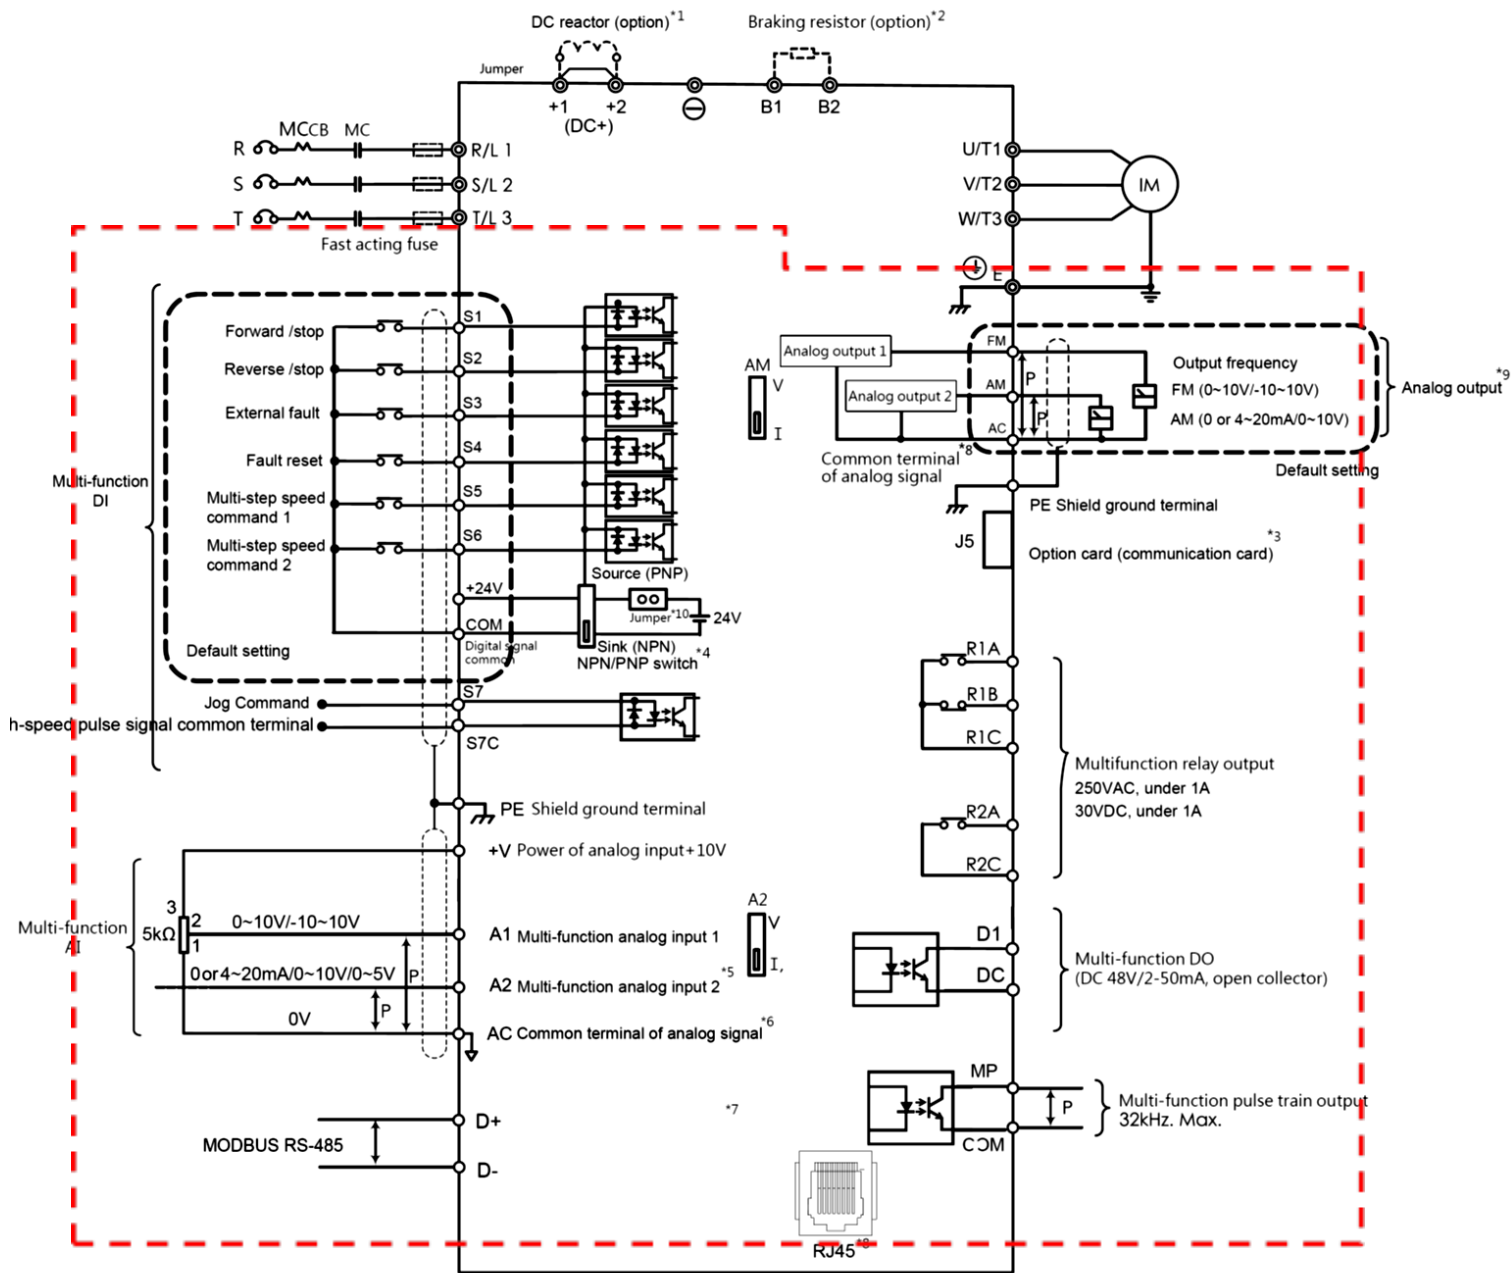 DC reactor (option)*1
Braking resistor (option)*2
Jumper
+1
+2
(DC+)
B1
B2
MCCB
MC
R
R/L 1
S
S/L 2
T
T/L 3
Fast acting fuse
U/T1
V/T2
W/T3
IM
E
Multi-function
DI
Forward /stop
S1
Reverse /stop
S2
External fault
S3
Fault reset
S4
Multi-step speed
command 1
S5
Multi-step speed
command 2
S6
Source (PNP)
+24V
Jumper*10
24V
COM
Digital signal
common
Sink (NPN)
NPN/PNP switch*4
Default setting
Jog Command
S7
h-speed pulse signal common terminal
S7C
PE Shield ground terminal
+V Power of analog input+10V
Multi-function
AI
3
2
1
5kΩ
0~10V/-10~10V
A1 Multi-function analog input 1
0 or 4~20mA/0~10V/0~5V
P
P
A2 Multi-function analog input 2*5
0V
AC Common terminal of analog signal*6
A2
V
I,
MODBUS RS-485
D+
D-
*7
RJ45*8
Analog output 1
Analog output 2
AM
V
I
FM
AM
AC
P
P
Output frequency
FM (0~10V/-10~10V)
AM (0 or 4~20mA/0~10V)
Analog output*9
Default setting
Common terminal*8
of analog signal
PE Shield ground terminal
J5
Option card (communication card)*3
R1A
R1B
R1C
R2A
R2C
Multifunction relay output
250VAC, under 1A
30VDC, under 1A
D1
DC
Multi-function DO
(DC 48V/2-50mA, open collector)
MP
COM
P
Multi-function pulse train output
32kHz. Max.